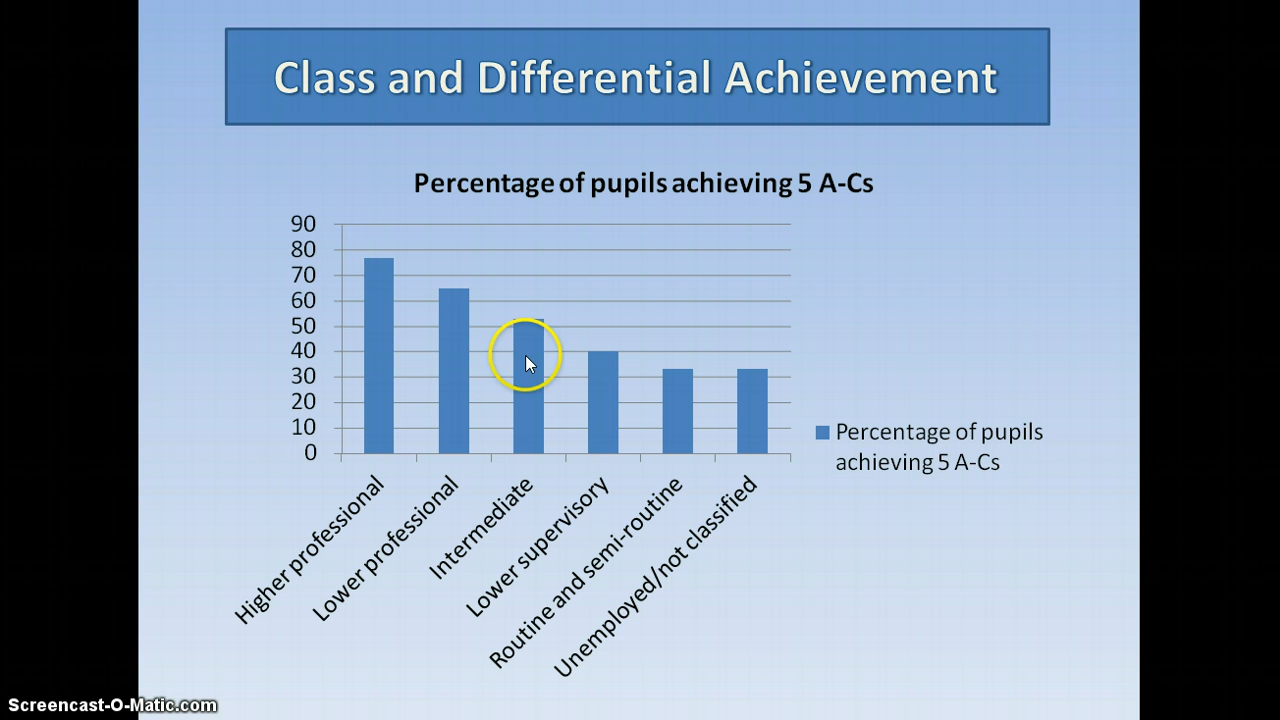 Class and Differential Achievement
Percentage of pupils achieving 5 A-Cs
90
80
70
60
50
40
30
20
10
0
Higher professional
Lower professional
Intermediate
Lower supervisory
Routine and semi-routine
Unemployed/not classified
Percentage of pupils
achieving 5 A-Cs
Screencast-O-Matic.com